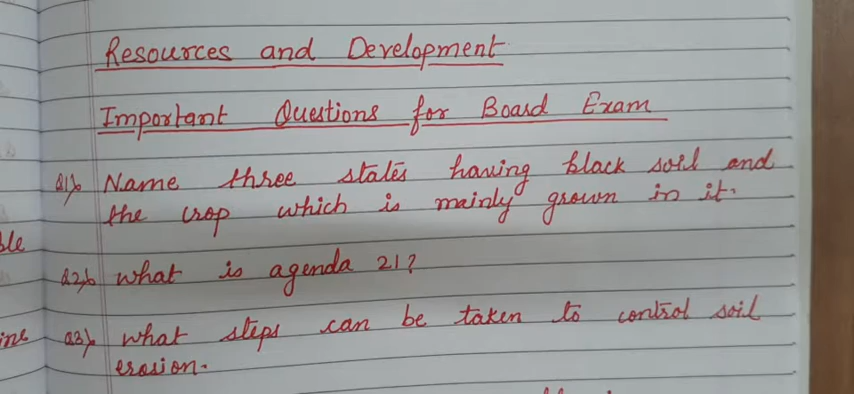 Resources and Development
Important Questions for Board Exam
Q1) Name three states having black soil and
the crop which is mainly grown in it.
Q2) What is agenda 21?
Q3) What steps can be taken to control soil
erosion.